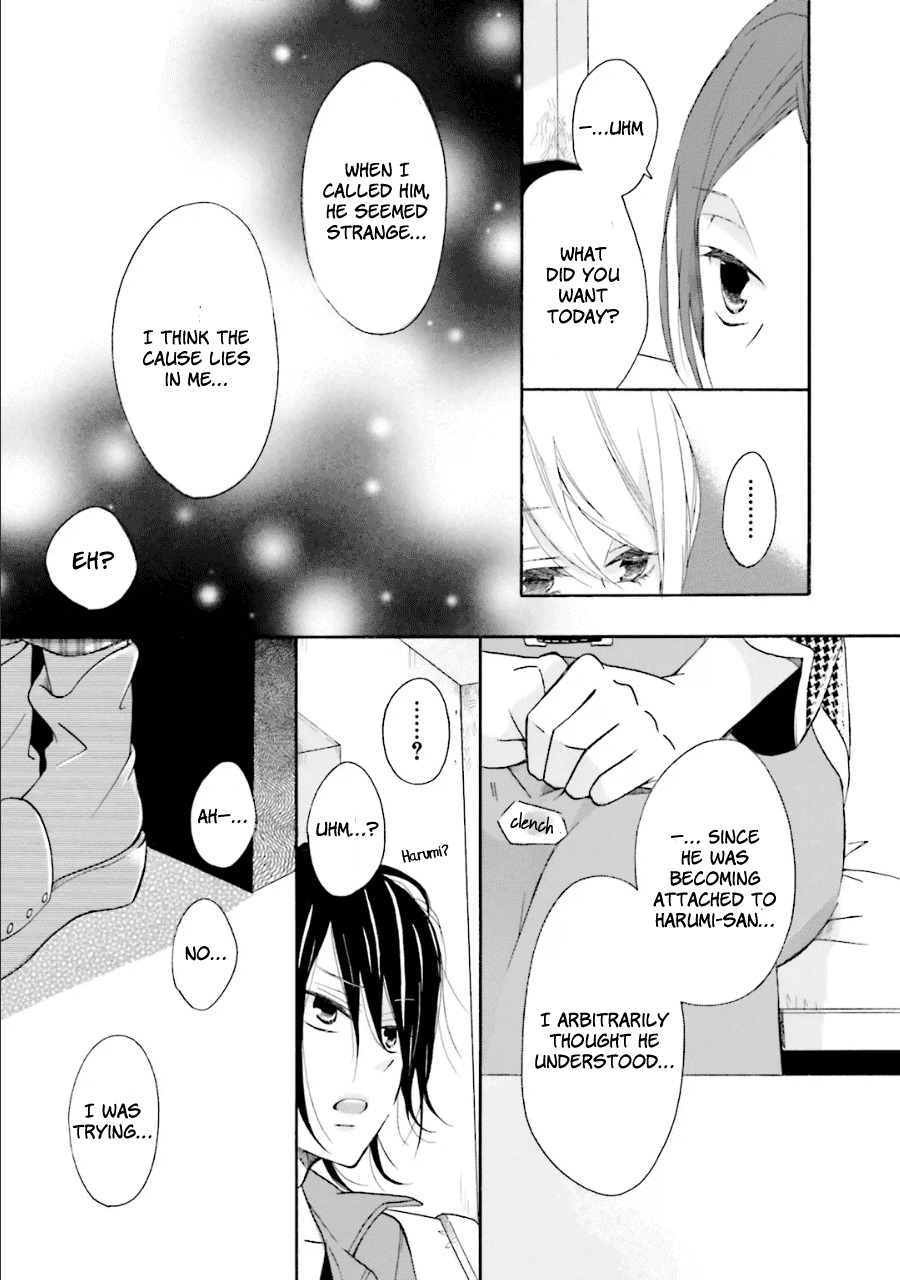 —...UHM
WHAT
DID YOU
WANT
TODAY?
.......
WHEN I
CALLED HIM,
HE SEEMED
STRANGE...
I THINK THE
CAUSE LIES
IN ME...
EH?
clench
—... SINCE
HE WAS
BECOMING
ATTACHED TO
HARUMI-SAN...
I ARBITRARILY
THOUGHT HE
UNDERSTOOD...
......?
UHM...?
Harumi?
AH—...
NO...
I WAS
TRYING...